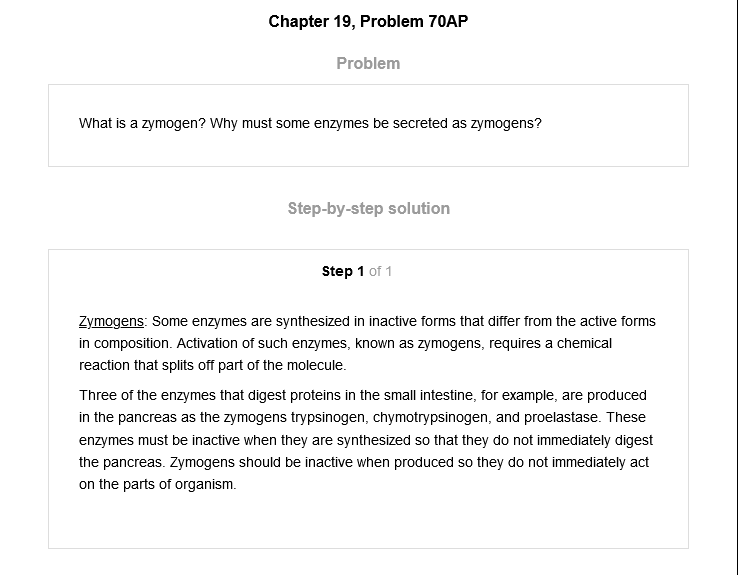 Chapter 19, Problem 70AP
Problem
What is a zymogen? Why must some enzymes be secreted as zymogens?
Step-by-step solution
Step 1 of 1
Zymogens: Some enzymes are synthesized in inactive forms that differ from the active forms
in composition. Activation of such enzymes, known as zymogens, requires a chemical
reaction that splits off part of the molecule.
Three of the enzymes that digest proteins in the small intestine, for example, are produced
in the pancreas as the zymogens trypsinogen, chymotrypsinogen, and proelastase. These
enzymes must be inactive when they are synthesized so that they do not immediately digest
the pancreas. Zymogens should be inactive when produced so they do not immediately act
on the parts of organism.